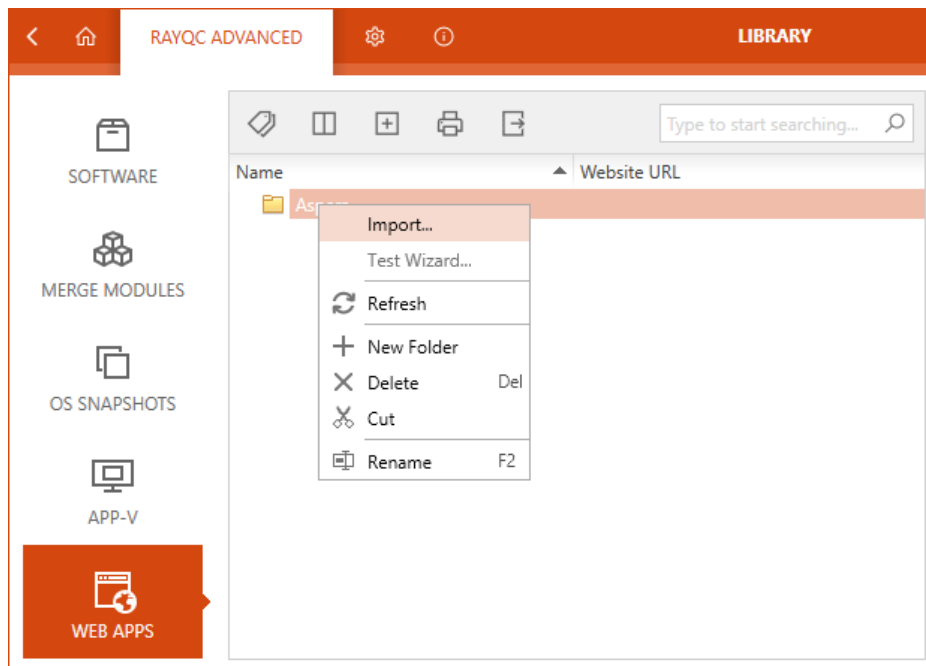 RAYQC ADVANCED
LIBRARY
SOFTWARE
MERGE MODULES
OS SNAPSHOTS
APP-V
WEB APPS
Type to start searching...
Name
Website URL
Import...
Test Wizard...
Refresh
New Folder
Delete Del
Cut
Rename F2